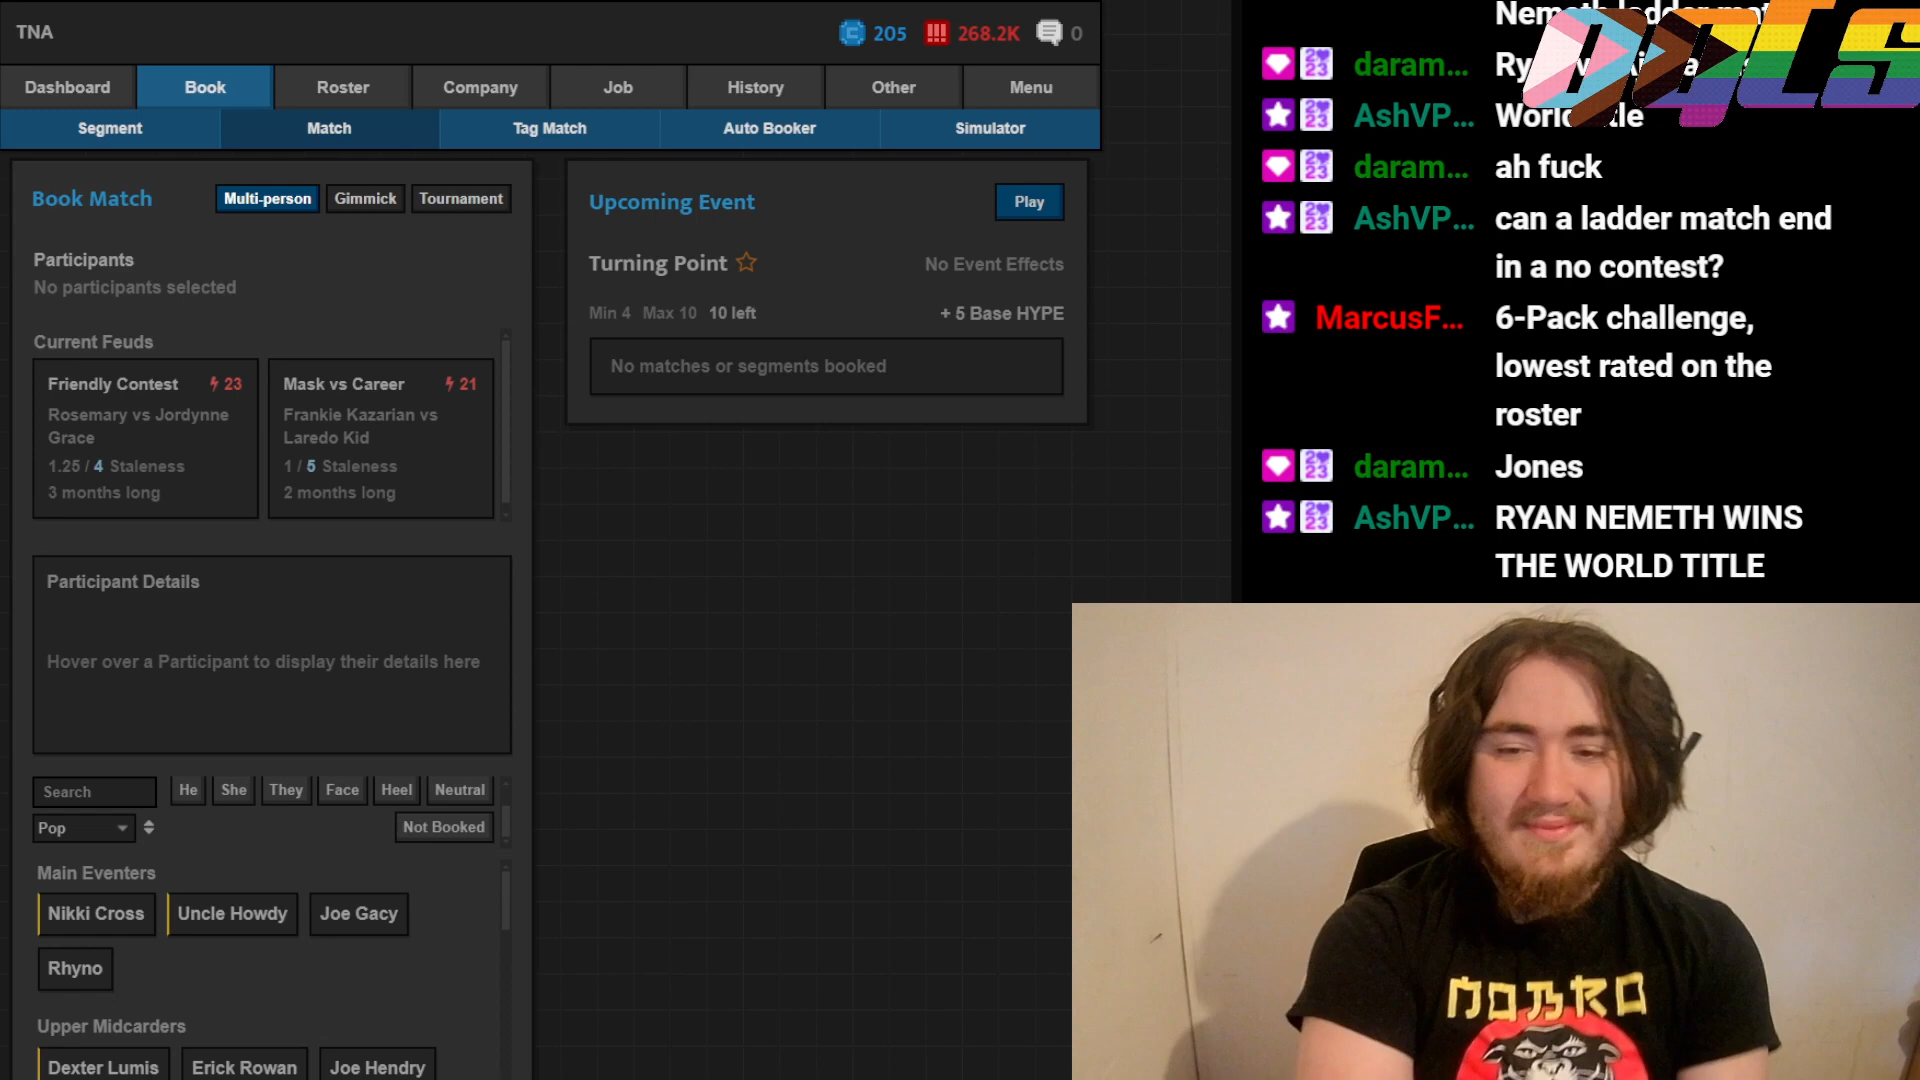 TNA
205
268.2K
0
Dashboard
Book
Roster
Company
Job
History
Other
Menu
Segment
Match
Tag Match
Auto Booker
Simulator
Book Match
Multi-person
Gimmick
Tournament
Participants
No participants selected
Current Feuds
Friendly Contest
23
Rosemary vs Jordynne
Grace
1.25 / 4 Staleness
3 months long
Mask vs Career
21
Frankie Kazarian vs
Laredo Kid
1 / 5 Staleness
2 months long
Participant Details
Hover over a Participant to display their details here
Search
He
She
They
Face
Heel
Neutral
Pop
Not Booked
Main Eventers
Nikki Cross
Uncle Howdy
Joe Gacy
Rhyno
Upper Midcarders
Dexter Lumis
Erick Rowan
Joe Hendry
Upcoming Event
Play
Turning Point
No Event Effects
Min 4 Max 10 10 left
+ 5 Base HYPE
No matches or segments booked
daram...
AshVP...
daram... ah fuck
AshVP... can a ladder match end
in a no contest?
MarcusF... 6-Pack challenge,
lowest rated on the
roster
daram... Jones
AshVP... RYAN NEMETH WINS
THE WORLD TITLE